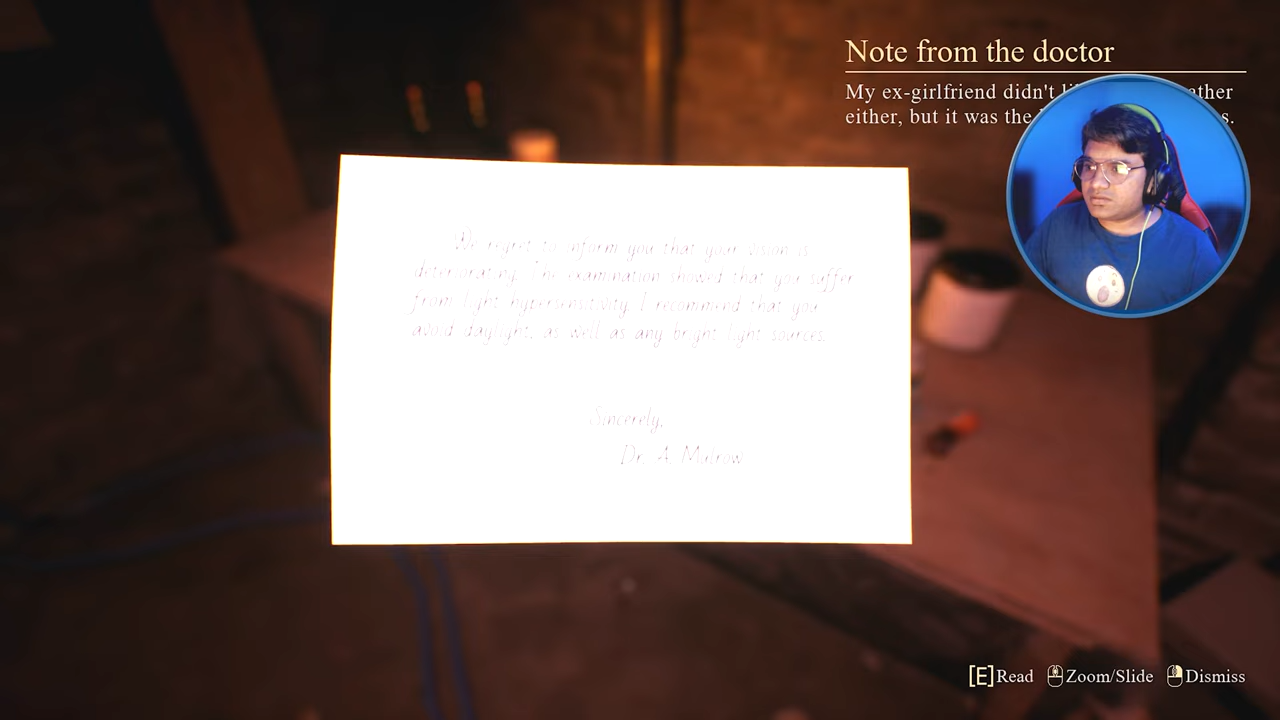 Note from the doctor
My ex-girlfriend didn't
either, but it was the
We regret to inform you that your vision is
deteriorating. The examination showed that you suffer
from light hypersensitivity. I recommend that you
avoid daylight, as well as any bright light sources.
Sincerely,
Dr. A. Mulrow
[E]Read Zoom/Slide Dismiss